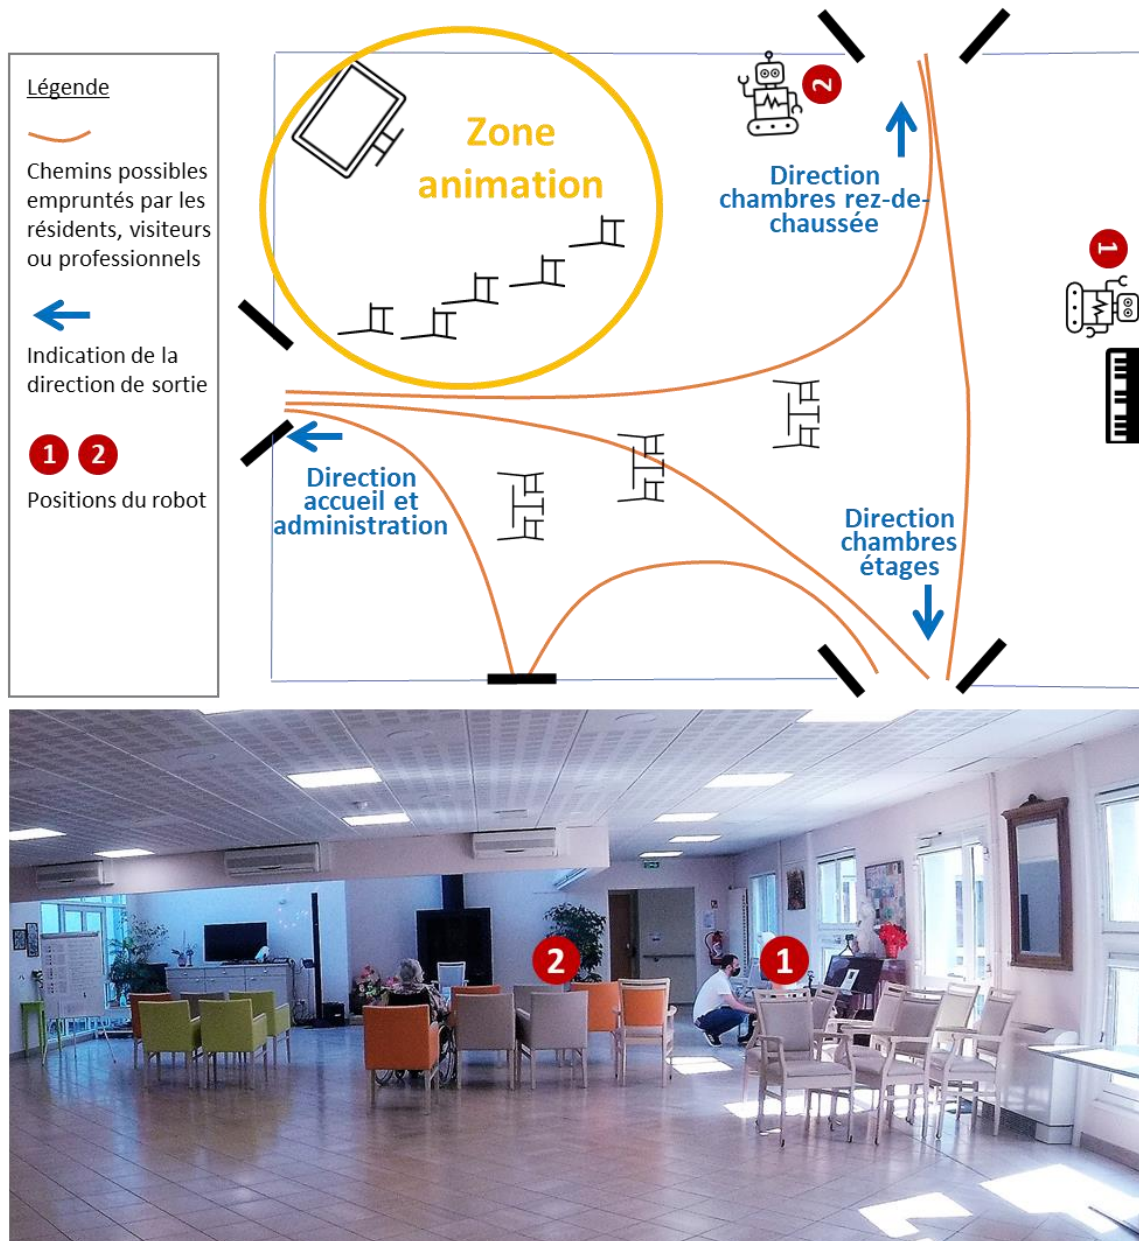 Légende
Chemins possibles
empruntés par les
résidents, visiteurs
ou professionnels
Indication de la
direction de sortie
1 2
Positions du robot
Zone
animation
2
Direction
chambres rez-de-
chaussée
1
Direction
accueil et
administration
Direction
chambres
étages
2
1